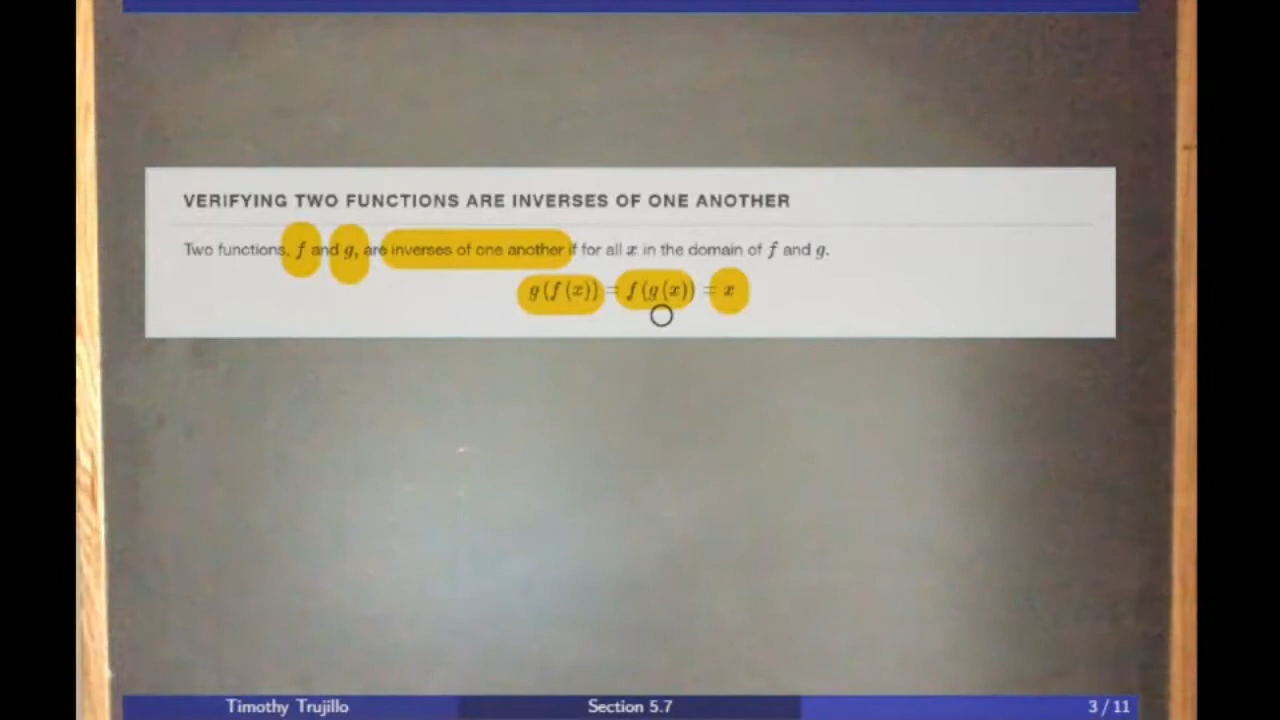 VERIFYING TWO FUNCTIONS ARE INVERSES OF ONE ANOTHER
Two functions, f and g, are inverses of one another if for all x in the domain of f and g.
g(f(x)) = f(g(x)) = x
Timothy Trujillo Section 5.7 3 / 11